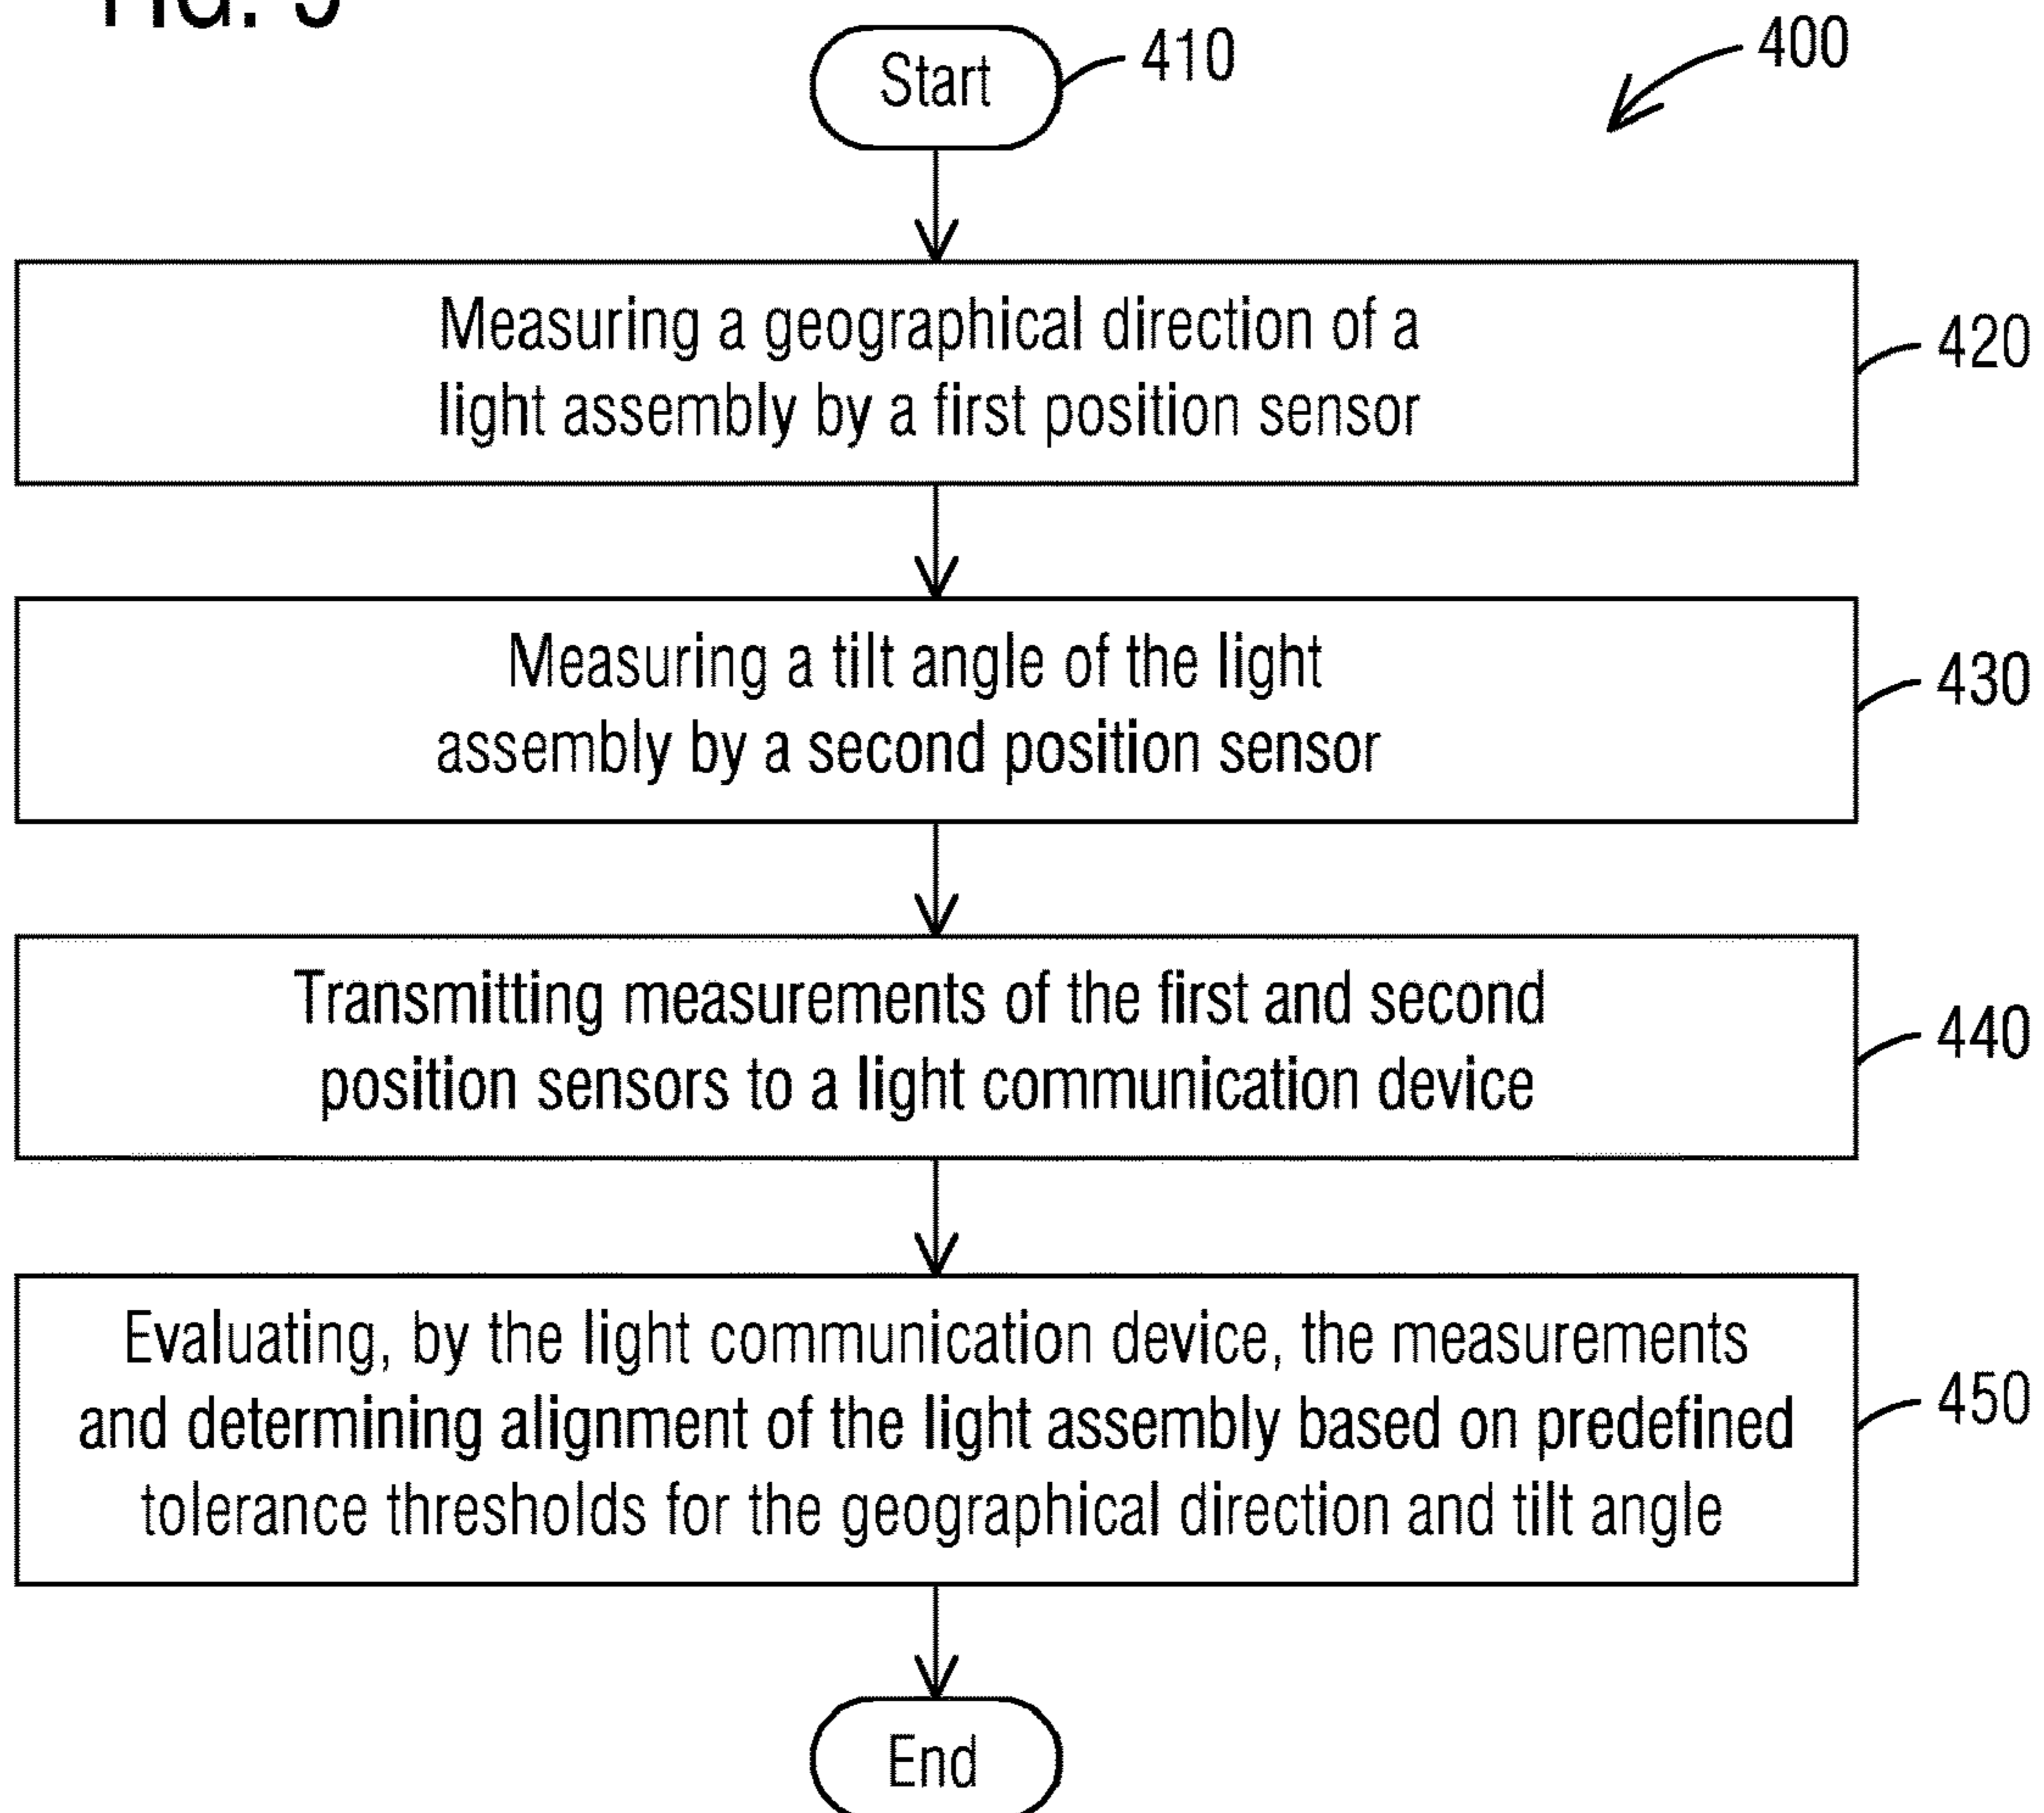 Start
410
400
Measuring a geographical direction of a
light assembly by a first position sensor
420
Measuring a tilt angle of the light
assembly by a second position sensor
430
Transmitting measurements of the first and second
position sensors to a light communication device
440
Evaluating, by the light communication device, the measurements
and determining alignment of the light assembly based on predefined
tolerance thresholds for the geographical direction and tilt angle
450
End